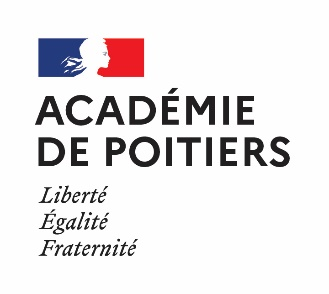 ACADÉMIE
DE POITIERS
Liberté
Égalité
Fraternité